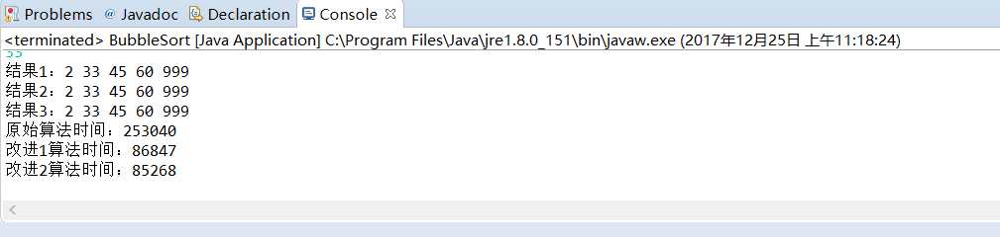 Problems @ Javadoc Declaration Console
<terminated> BubbleSort [Java Application] C:\Program Files\Java\jre1.8.0_151\bin\javaw.exe (2017年12月25日 上午11:18:24)
33
结果1：2 33 45 60 999
结果2：2 33 45 60 999
结果3：2 33 45 60 999
原始算法时间：253040
改进1算法时间：86847
改进2算法时间：85268